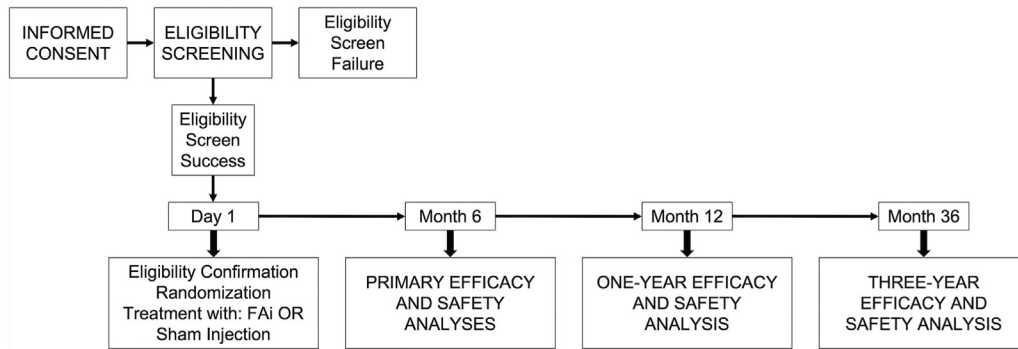 INFORMED
CONSENT
ELIGIBILITY
SCREENING
Eligibility
Screen
Failure
Eligibility
Screen
Success
Day 1
Month 6
Month 12
Month 36
Eligibility Confirmation
Randomization
Treatment with: FAi OR
Sham Injection
PRIMARY EFFICACY
AND SAFETY
ANALYSES
ONE-YEAR EFFICACY
AND SAFETY
ANALYSIS
THREE-YEAR
EFFICACY AND
SAFETY ANALYSIS